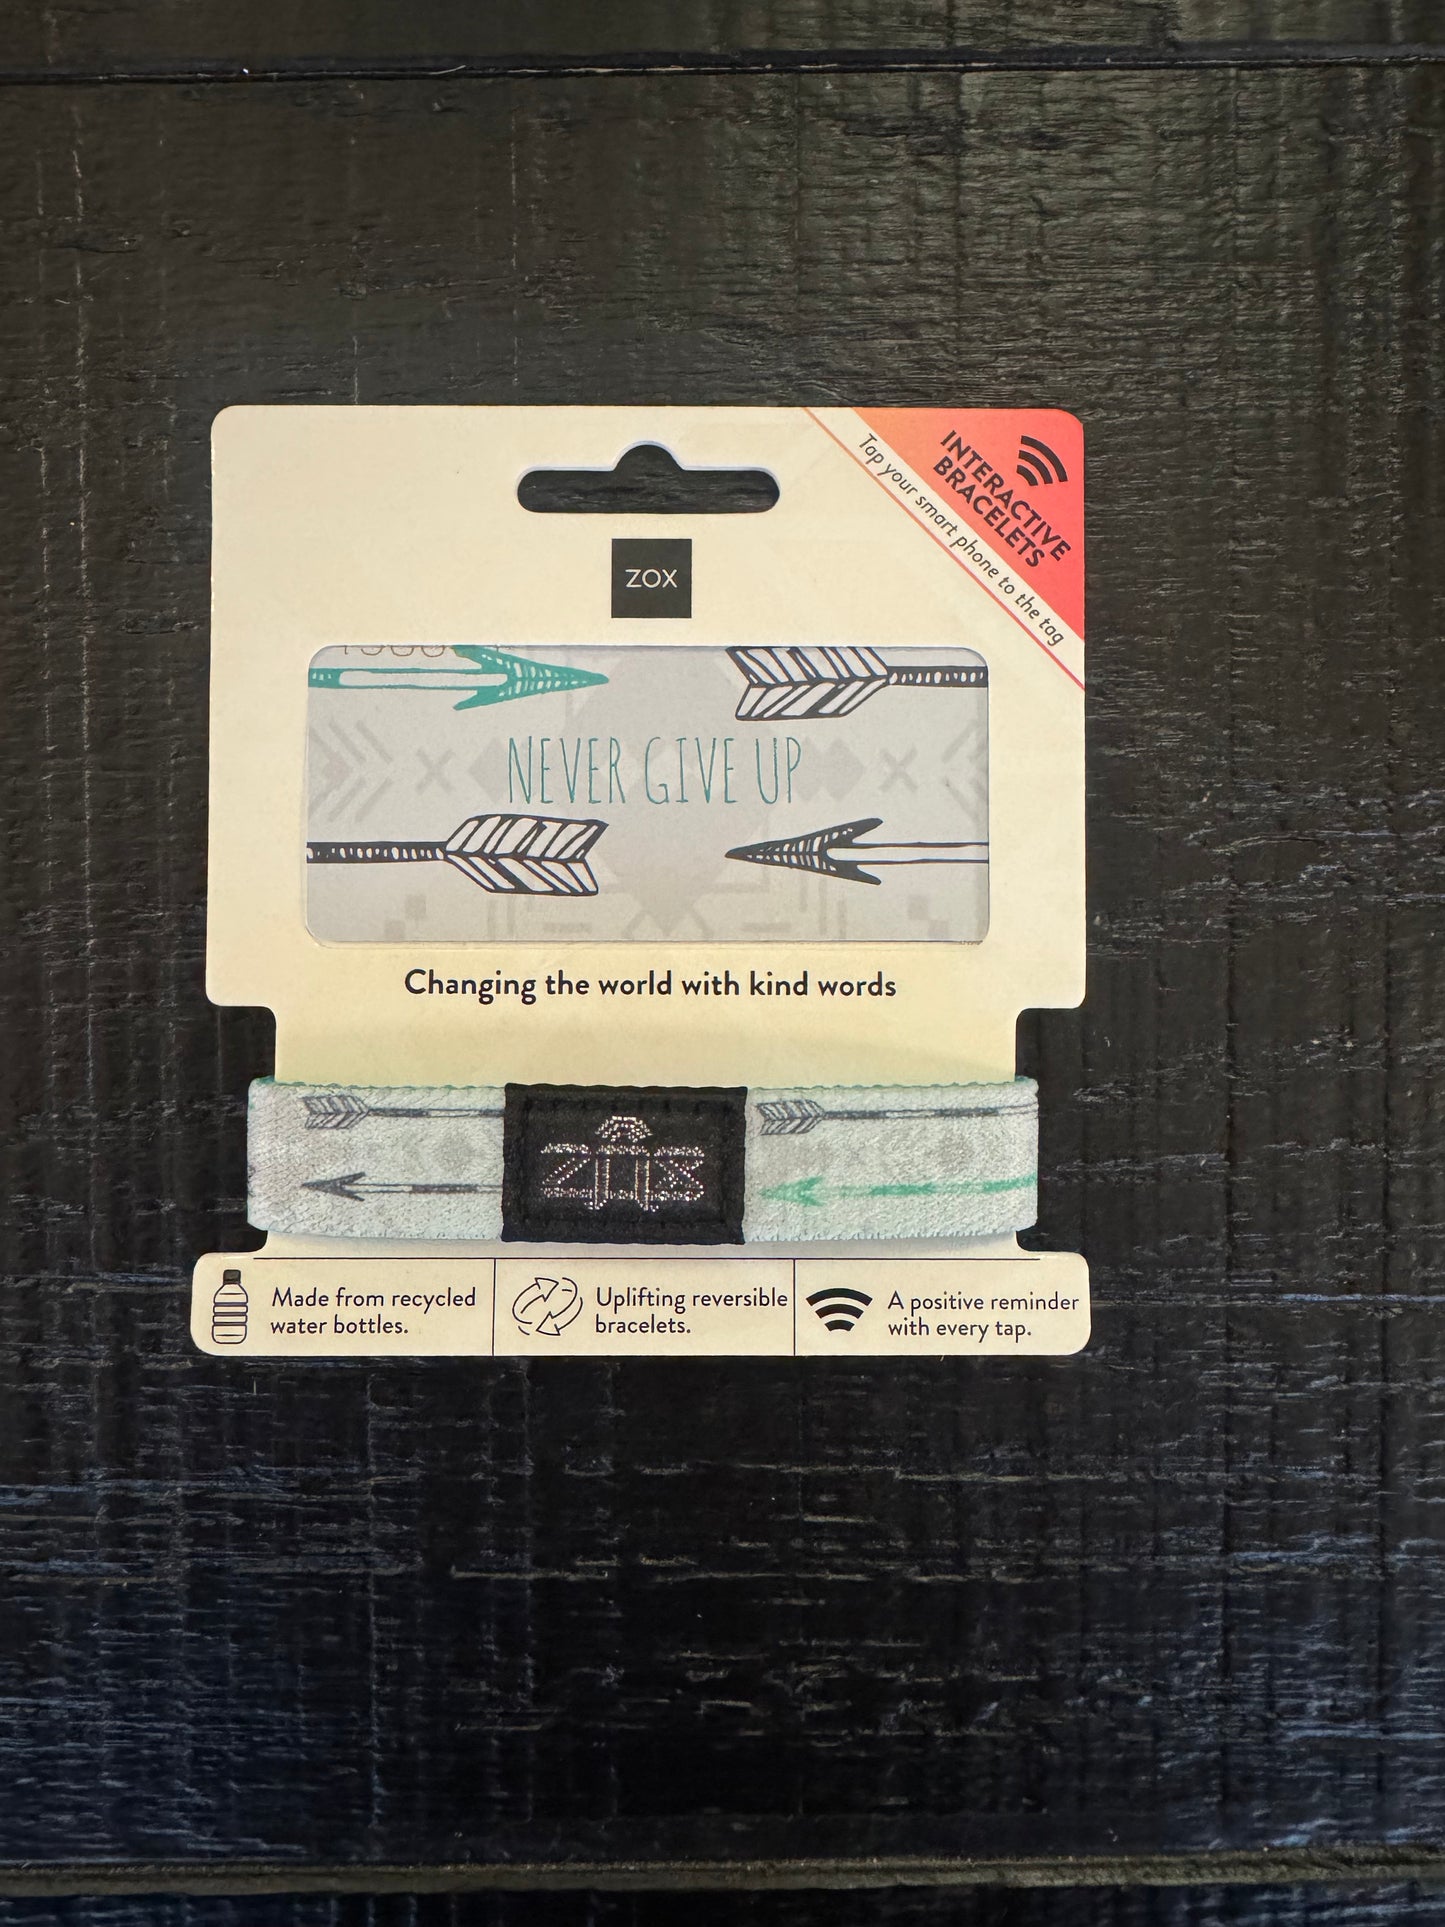 INTERACTIVE
BRACELETS
Tap your smart phone to the tag
ZOX
NEVER GIVE UP
Changing the world with kind words
Made from recycled
water bottles.
Uplifting reversible
bracelets.
A positive reminder
with every tap.